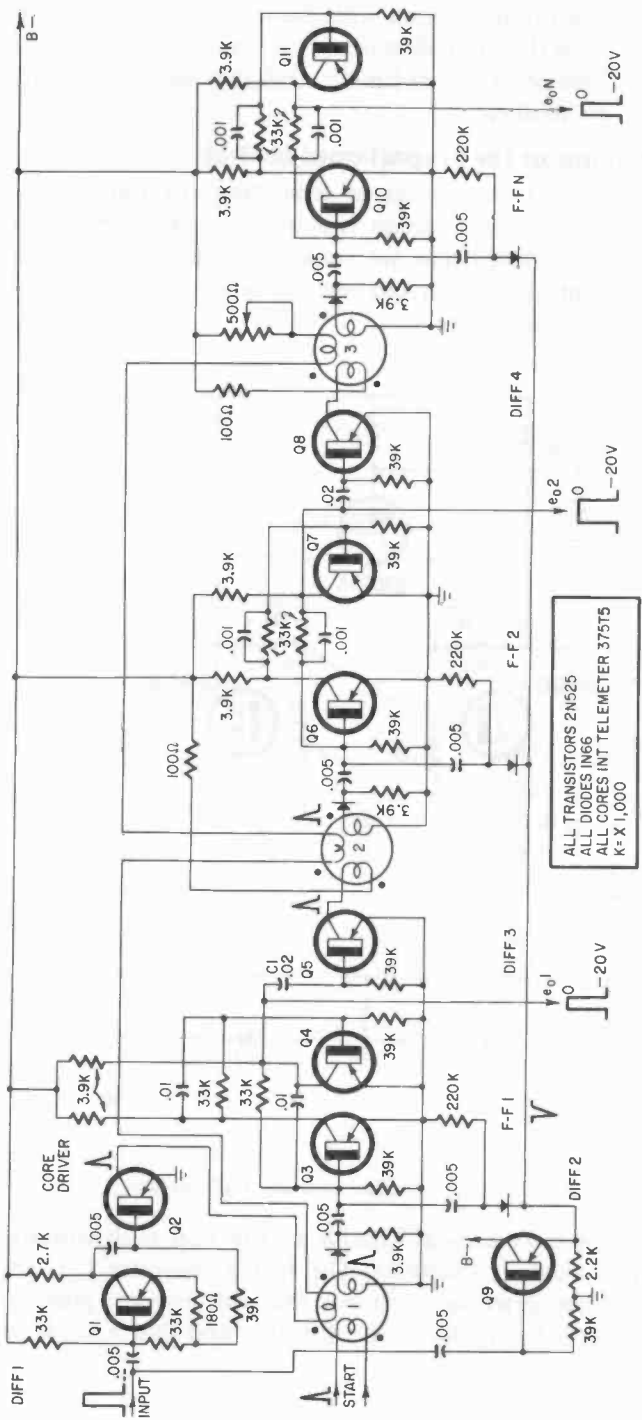 B−
DIFF 1
INPUT
.005
33K
33K
Q1
2.7K
180Ω
39K
.005
Q2
CORE
DRIVER
START
1
3.9K
.005
39K
Q3
3.9K
.01
33K
33K
.01
Q4
39K
C1
.02
Q5
39K
e₀1
0
−20V
220K
.005
F-F 1
DIFF 2
Q9
B−
2.2K
39K
.005
DIFF 3
100Ω
2
3.9K
.005
39K
Q6
3.9K
.001
33K
.001
3.9K
Q7
39K
.02
Q8
39K
e₀2
0
−20V
220K
.005
F-F 2
DIFF 4
100Ω
500Ω
3
3.9K
.005
39K
Q10
3.9K
.001
33K
.001
3.9K
Q11
39K
e₀N
0
−20V
220K
.005
F-F N
ALL TRANSISTORS 2N525
ALL DIODES IN66
ALL CORES INT TELEMETER 375T5
K= X 1,000